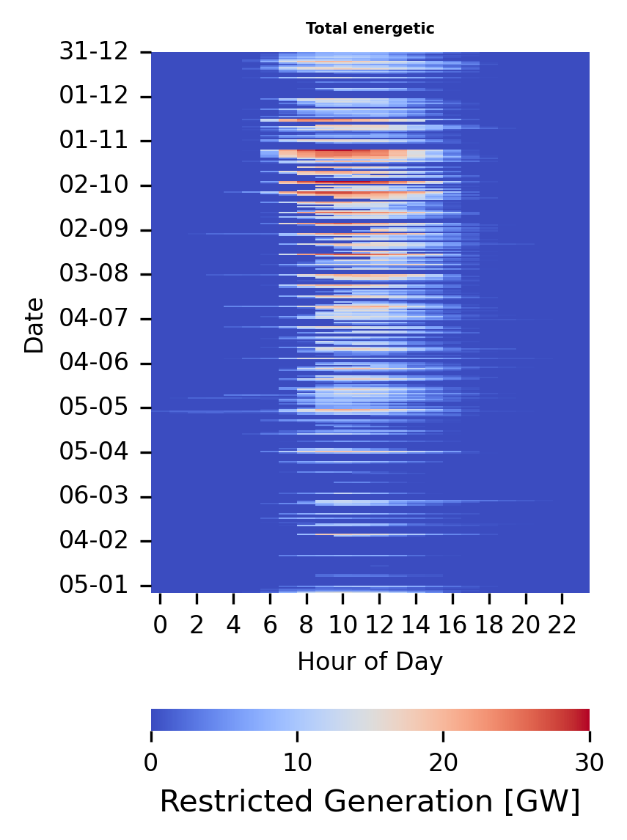 Total energetic
31-12
01-12
01-11
02-10
02-09
03-08
04-07
04-06
05-05
05-04
06-03
04-02
05-01
Date
0 2 4 6 8 10 12 14 16 18 20 22
Hour of Day
0 10 20 30
Restricted Generation [GW]